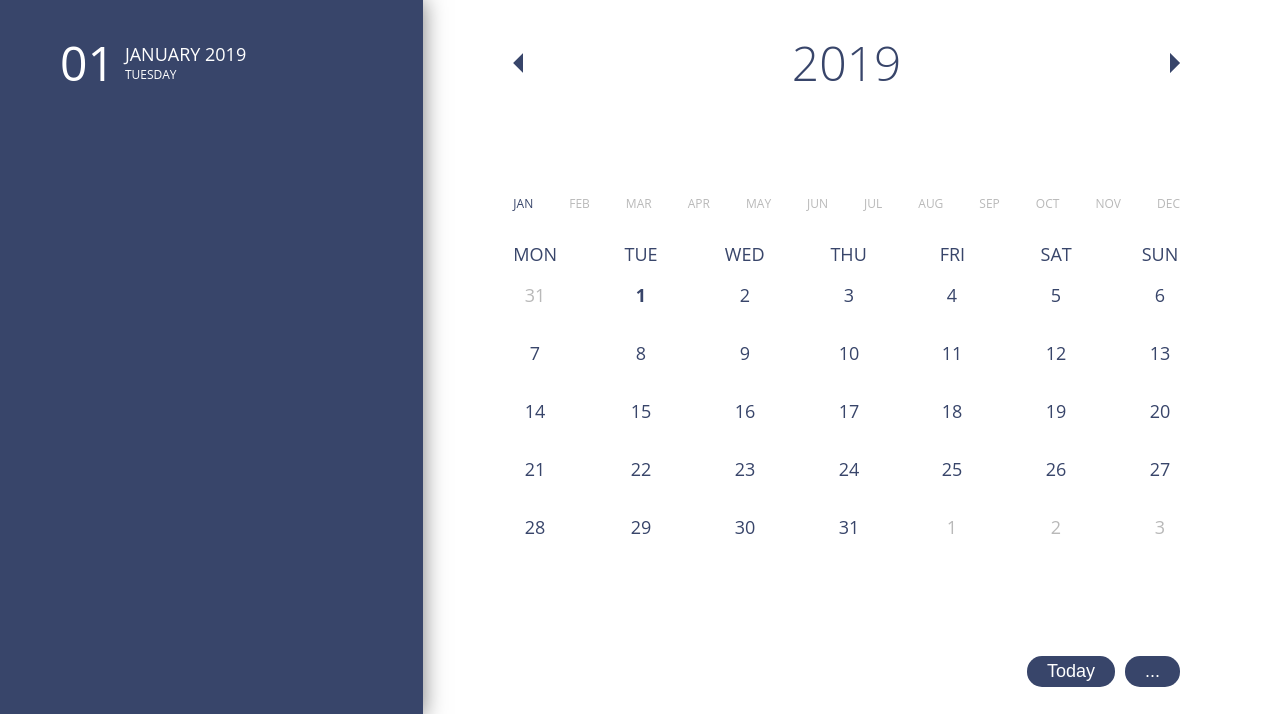 01 JANUARY 2019
TUESDAY
2019
JAN FEB MAR APR MAY JUN JUL AUG SEP OCT NOV DEC
MON TUE WED THU FRI SAT SUN
31 1 2 3 4 5 6
7 8 9 10 11 12 13
14 15 16 17 18 19 20
21 22 23 24 25 26 27
28 29 30 31 1 2 3
Today ...